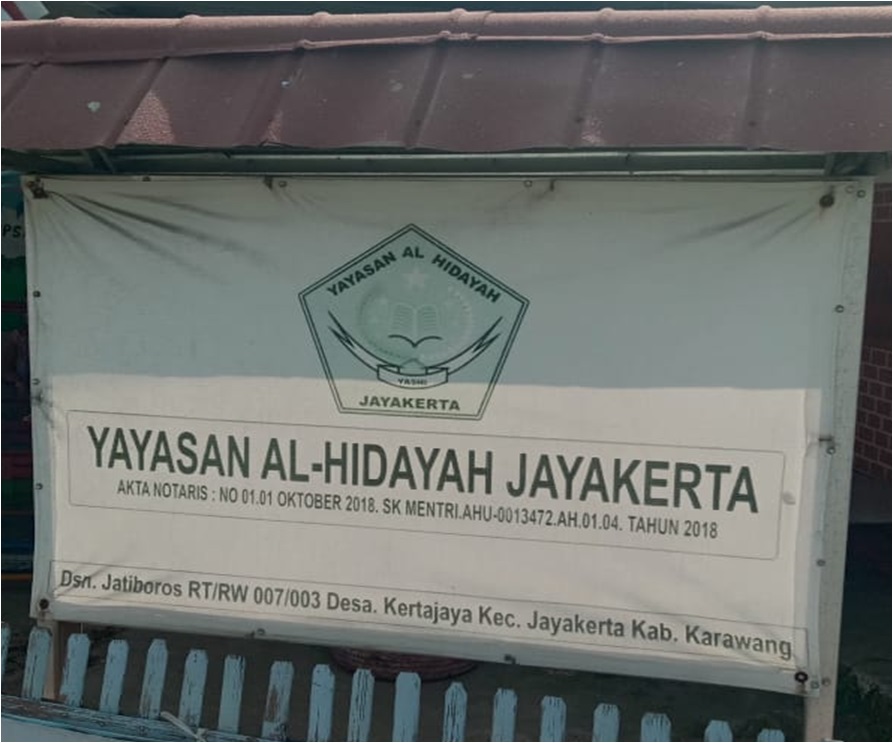 YAYASAN AL HIDAYAH
YASHI
JAYAKERTA
YAYASAN AL-HIDAYAH JAYAKERTA
AKTA NOTARIS : NO 01.01 OKTOBER 2018. SK MENTRI.AHU-0013472.AH.01.04. TAHUN 2018
Dsn. Jatiboros RT/RW 007/003 Desa. Kertajaya Kec. Jayakerta Kab. Karawang